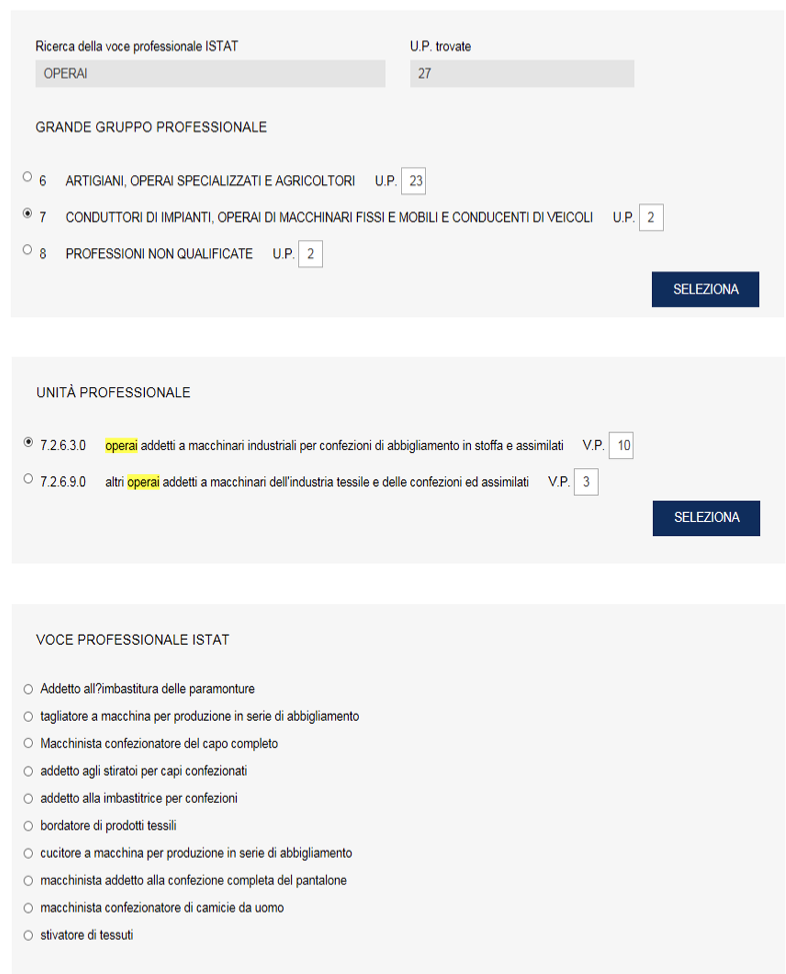 Ricerca della voce professionale ISTAT U.P. trovate
OPERAI 27
GRANDE GRUPPO PROFESSIONALE
6 ARTIGIANI, OPERAI SPECIALIZZATI E AGRICOLTORI U.P. 23
7 CONDUTTORI DI IMPIANTI, OPERAI DI MACCHINARI FISSI E MOBILI E CONDUCENTI DI VEICOLI U.P. 2
8 PROFESSIONI NON QUALIFICATE U.P. 2
SELEZIONA
UNITÀ PROFESSIONALE
7.2.6.3.0 operai addetti a macchinari industriali per confezioni di abbigliamento in stoffa e assimilati V.P. 10
7.2.6.9.0 altri operai addetti a macchinari dell'industria tessile e delle confezioni ed assimilati V.P. 3
SELEZIONA
VOCE PROFESSIONALE ISTAT
Addetto all?imbastitura delle paramonture
tagliatore a macchina per produzione in serie di abbigliamento
Macchinista confezionatore del capo completo
addetto agli stiratoi per capi confezionati
addetto alla imbastitrice per confezioni
bordatore di prodotti tessili
cucitore a macchina per produzione in serie di abbigliamento
macchinista addetto alla confezione completa del pantalone
macchinista confezionatore di camicie da uomo
stivatore di tessuti